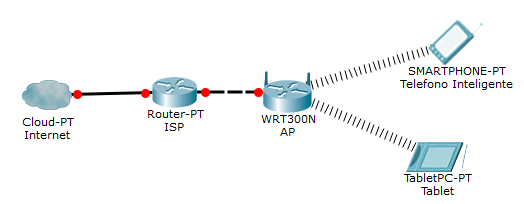 SMARTPHONE-PT
Telefono Inteligente
Cloud-PT
Internet
Router-PT
ISP
WRT300N
AP
TabletPC-PT
Tablet